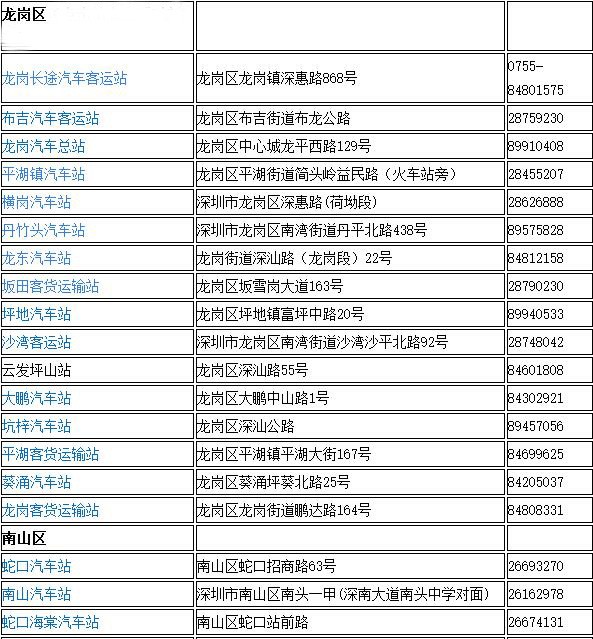 龙岗区
龙岗长途汽车客运站 龙岗区龙岗镇深惠路868号 0755-
84801575
布吉汽车客运站 龙岗区布吉街道布龙公路 28759230
龙岗汽车总站 龙岗区中心城龙平西路129号 89910408
平湖镇汽车站 龙岗区平湖街道简头岭益民路（火车站旁） 28455207
横岗汽车站 深圳市龙岗区深惠路(荷坳段) 28626888
丹竹头汽车站 深圳市龙岗区南湾街道丹平北路438号 89575828
龙东汽车站 龙岗街道深汕路（龙岗段）22号 84812158
坂田客货运输站 龙岗区坂雪岗大道163号 28790230
坪地汽车站 龙岗区坪地镇富坪中路20号 89940533
沙湾客运站 深圳市龙岗区南湾街道沙湾沙平北路92号 28748042
云发坪山站 龙岗区深汕路55号 84601808
大鹏汽车站 龙岗区大鹏中山路1号 84302921
坑梓汽车站 龙岗区深汕公路 89457056
平湖客货运输站 龙岗区平湖镇平湖大街167号 84699625
葵涌汽车站 龙岗区葵涌坪葵北路25号 84205037
龙岗客货运输站 龙岗区龙岗街道鹏达路164号 84808331
南山区
蛇口汽车站 南山区蛇口招商路63号 26693270
南山汽车站 深圳市南山区南头一甲(深南大道南头中学对面） 26162978
蛇口海棠汽车站 南山区蛇口站前路 26674131